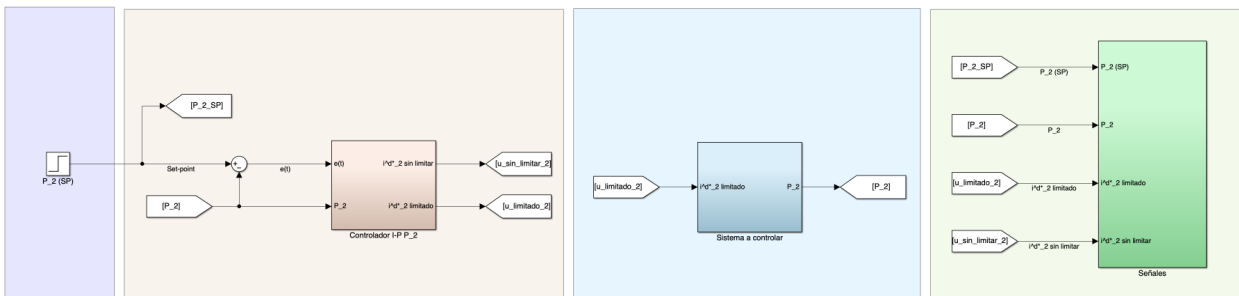 P_2 (SP)
[P_2_SP]
Set-point
+
-
e(t)
[P_2]
e(t)
P_2
i^d*_2 sin limitar
i^d*_2 limitado
Controlador I-P P_2
[u_sin_limitar_2]
[u_limitado_2]
[u_limitado_2]
i^d*_2 limitado
P_2
Sistema a controlar
[P_2]
[P_2_SP]
P_2 (SP)
P_2 (SP)
[P_2]
P_2
P_2
[u_limitado_2]
i^d*_2 limitado
i^d*_2 limitado
[u_sin_limitar_2]
i^d*_2 sin limitar
i^d*_2 sin limitar
Señales